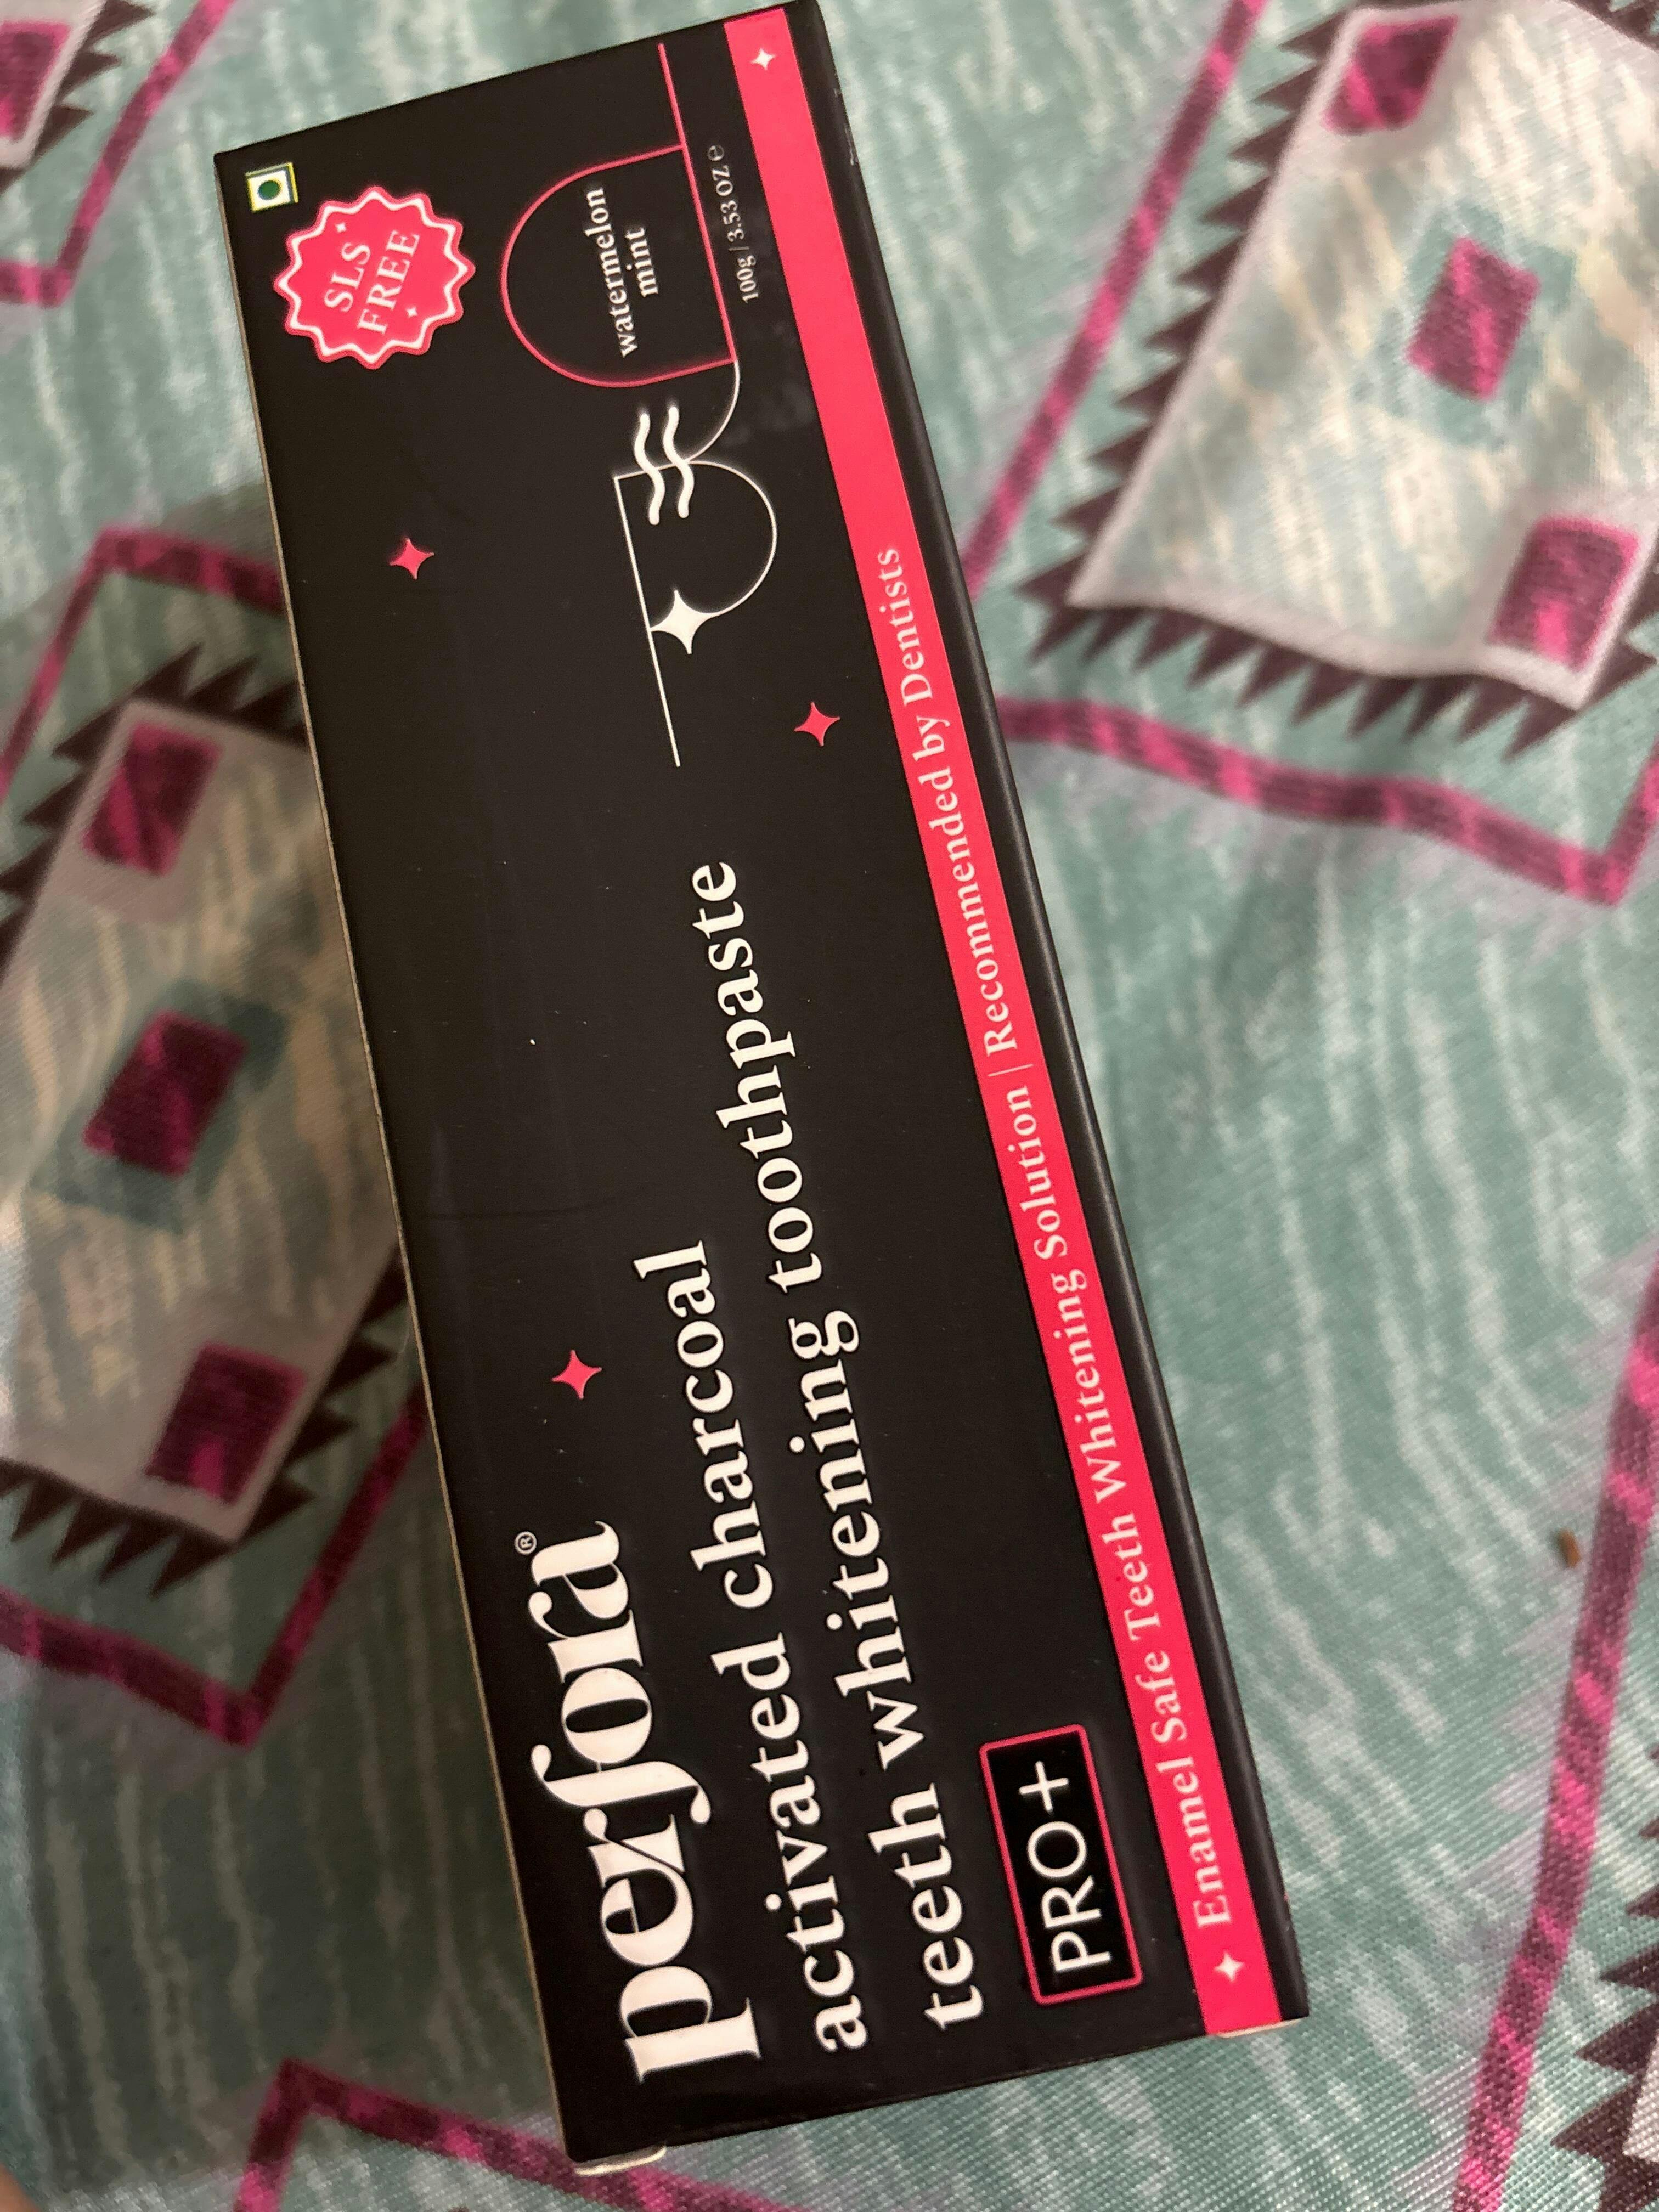 perfora®
activated charcoal
teeth whitening toothpaste
PRO+
SLS
FREE
watermelon
mint
100g / 3.53 OZ e
Enamel Safe Teeth Whitening Solution | Recommended by Dentists